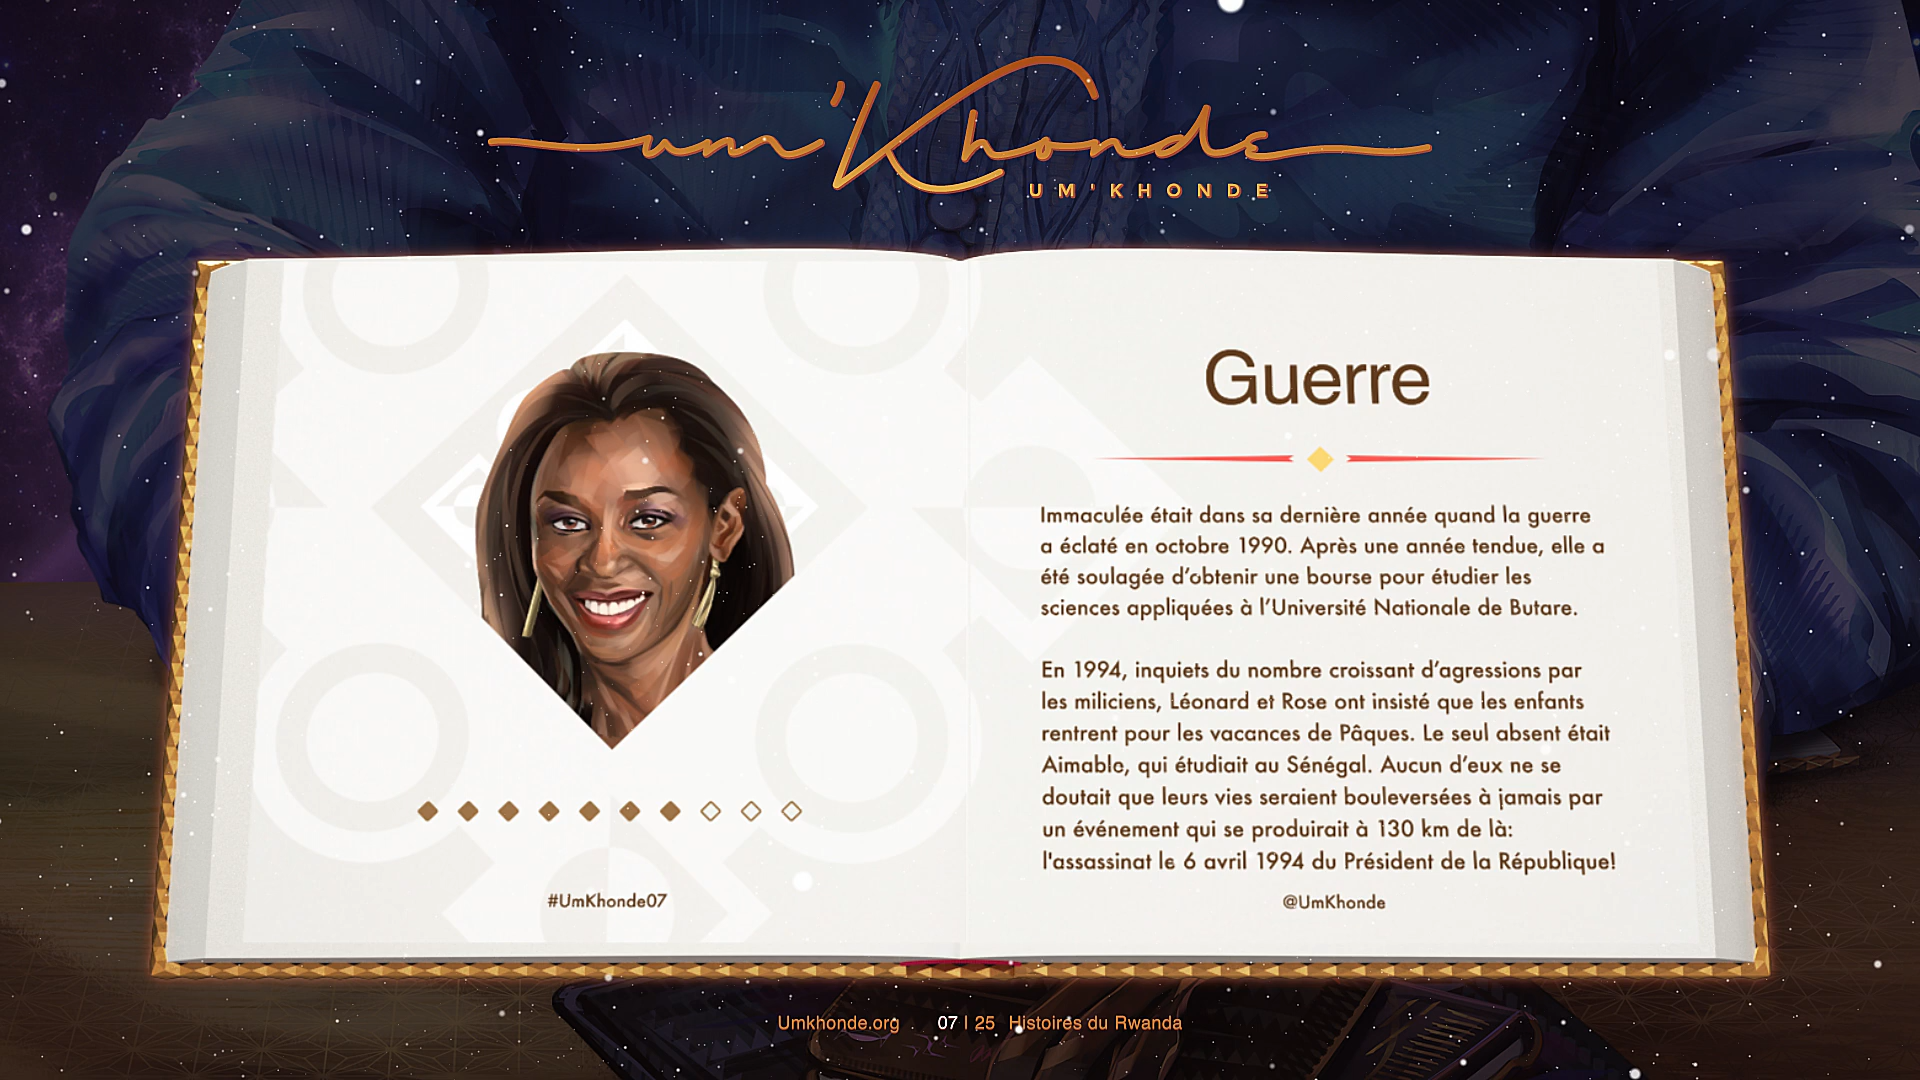 um'Khonde
UM'KHONDE
Guerre
Immaculée était dans sa dernière année quand la guerre
a éclaté en octobre 1990. Après une année tendue, elle a
été soulagée d’obtenir une bourse pour étudier les
sciences appliquées à l’Université Nationale de Butare.
En 1994, inquiets du nombre croissant d’agressions par
les miliciens, Léonard et Rose ont insisté que les enfants
rentrent pour les vacances de Pâques. Le seul absent était
Aimable, qui étudiait au Sénégal. Aucun d’eux ne se
doutait que leurs vies seraient bouleversées à jamais par
un événement qui se produirait à 130 km de là:
l'assassinat le 6 avril 1994 du Président de la République!
#UmKhonde07
@UmKhonde
Umkhonde.org . 07 | 25 Histoires du Rwanda